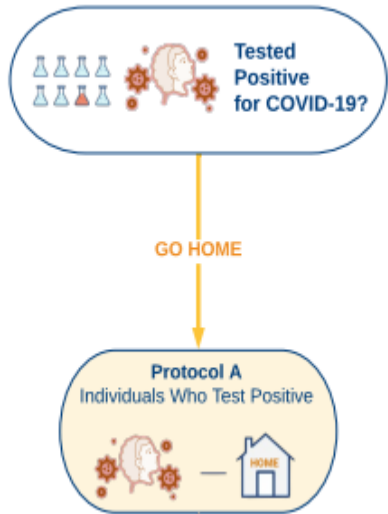 Tested
Positive
for COVID-19?
GO HOME
Protocol A
Individuals Who Test Positive
HOME